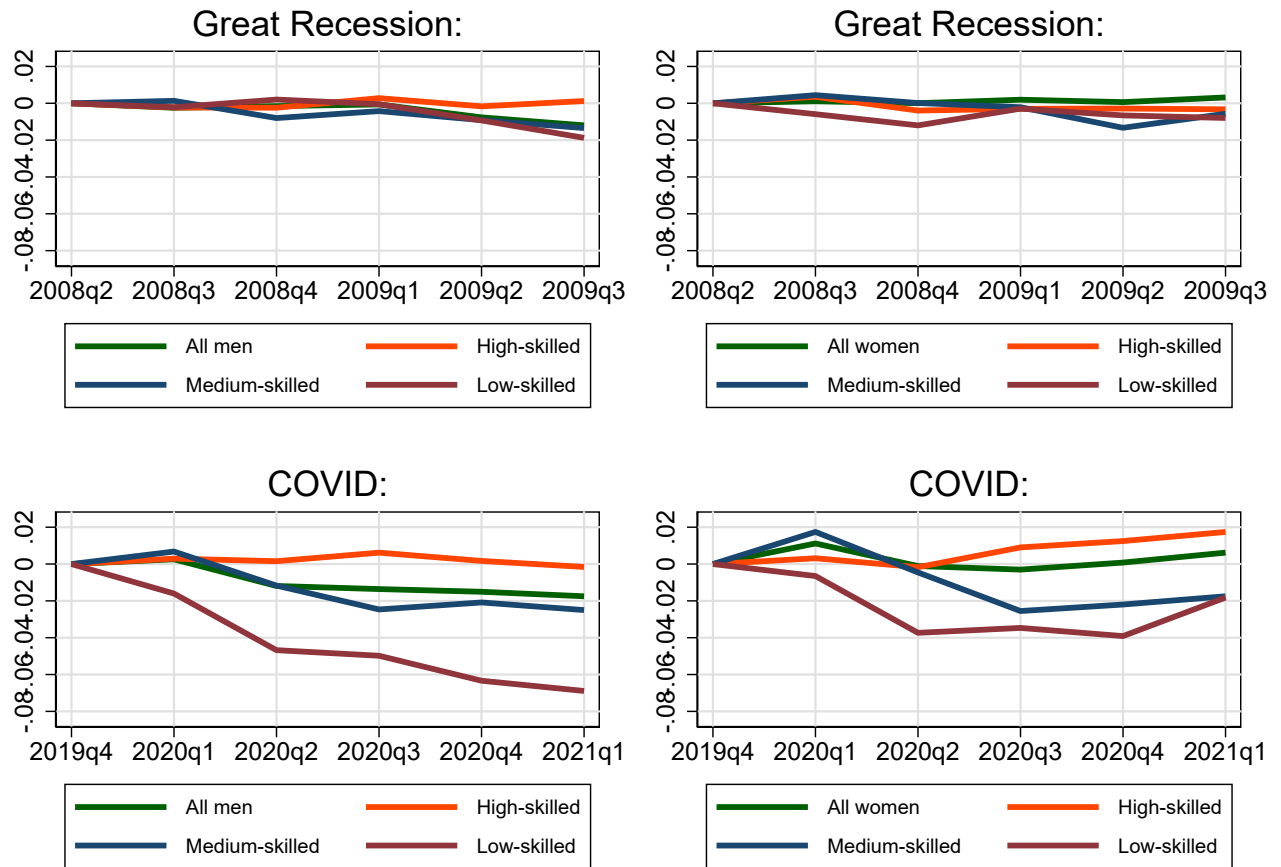 Great Recession:
.02
0
-.02
-.04
-.06
-.08
2008q2 2008q3 2008q4 2009q1 2009q2 2009q3
All men High-skilled
Medium-skilled Low-skilled
Great Recession:
.02
0
-.02
-.04
-.06
-.08
2008q2 2008q3 2008q4 2009q1 2009q2 2009q3
All women High-skilled
Medium-skilled Low-skilled
COVID:
.02
0
-.02
-.04
-.06
-.08
2019q4 2020q1 2020q2 2020q3 2020q4 2021q1
All men High-skilled
Medium-skilled Low-skilled
COVID:
.02
0
-.02
-.04
-.06
-.08
2019q4 2020q1 2020q2 2020q3 2020q4 2021q1
All women High-skilled
Medium-skilled Low-skilled